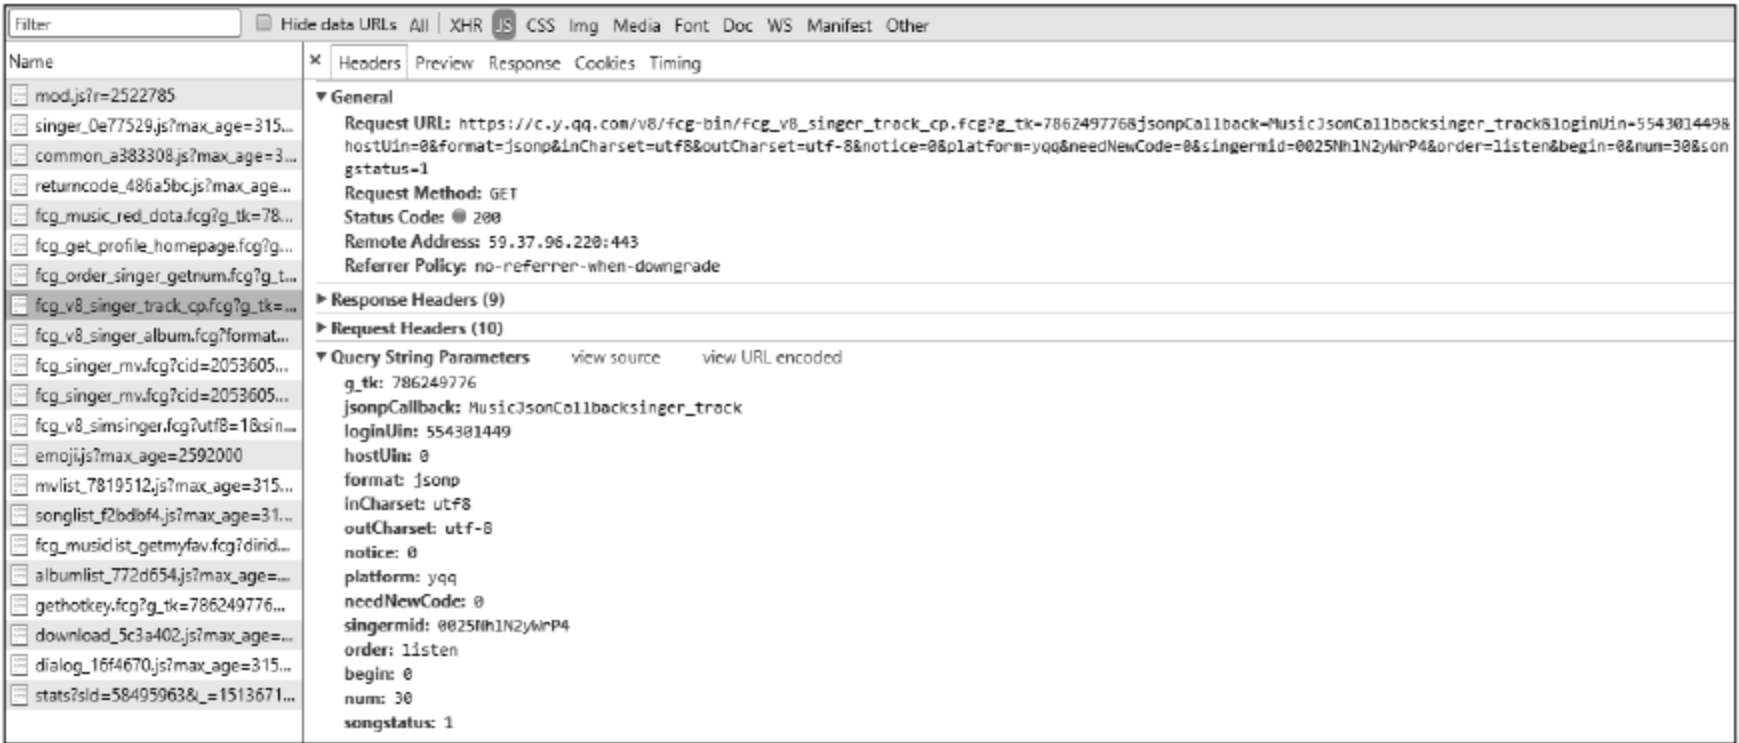 Filter
Hide data URLs All XHR JS CSS Img Media Font Doc WS Manifest Other
Name
mod.js?r=2522785
singer_0e77529.js?max_age=315...
common_a383308.js?max_age=3...
returncode_486a5bc.js?max_age...
fcg_music_red_dota.fcg?g_tk=78...
fcg_get_profile_homepage.fcg?g...
fcg_order_singer_getnum.fcg?g_t...
fcg_v8_singer_track_cp.fcg?g_tk=...
fcg_v8_singer_album.fcg?format...
fcg_singer_mv.fcg?cid=2053605...
fcg_singer_mv.fcg?cid=2053605...
fcg_v8_simsinger.fcg?utf8=1&sin...
emoji.js?max_age=2592000
mvlist_7819512.js?max_age=315...
songlist_f2bdbf4.js?max_age=31...
fcg_musiclist_getmyfav.fcg?dirid...
albumlist_772d654.js?max_age=...
gethotkey.fcg?g_tk=786249776...
download_5c3a402.js?max_age=...
dialog_16f4670.js?max_age=315...
stats?sId=58495963&_=1513671...
× Headers Preview Response Cookies Timing
▼ General
Request URL: https://c.y.qq.com/v8/fcg-bin/fcg_v8_singer_track_cp.fcg?g_tk=786249776&jsonpCallback=MusicJsonCallbacksinger_track&loginUin=554301449&
hostUin=0&format=jsonp&inCharset=utf8&outCharset=utf-8&notice=0&platform=yqq&needNewCode=0&singermid=0025NhlN2yWrP4&order=listen&begin=0&num=30&son
gstatus=1
Request Method: GET
Status Code: 200
Remote Address: 59.37.96.220:443
Referrer Policy: no-referrer-when-downgrade
▶ Response Headers (9)
▶ Request Headers (10)
▼ Query String Parameters view source view URL encoded
g_tk: 786249776
jsonpCallback: MusicJsonCallbacksinger_track
loginUin: 554301449
hostUin: 0
format: jsonp
inCharset: utf8
outCharset: utf-8
notice: 0
platform: yqq
needNewCode: 0
singermid: 0025NhlN2yWrP4
order: listen
begin: 0
num: 30
songstatus: 1